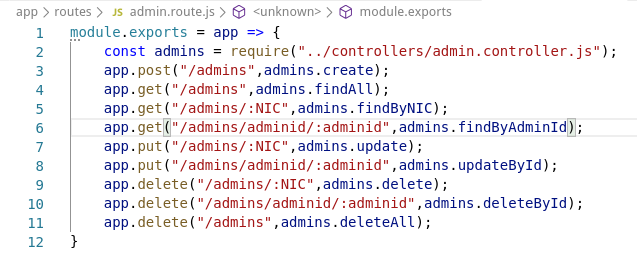 app > routes > JS admin.route.js > <unknown> > module.exports
1 module.exports = app => {
2 const admins = require("../controllers/admin.controller.js");
3 app.post("/admins",admins.create);
4 app.get("/admins",admins.findAll);
5 app.get("/admins/:NIC",admins.findByNIC);
6 app.get("/admins/adminid/:adminid",admins.findByAdminId);
7 app.put("/admins/:NIC",admins.update);
8 app.put("/admins/adminid/:adminid",admins.updateById);
9 app.delete("/admins/:NIC",admins.delete);
10 app.delete("/admins/adminid/:adminid",admins.deleteById);
11 app.delete("/admins",admins.deleteAll);
12 }